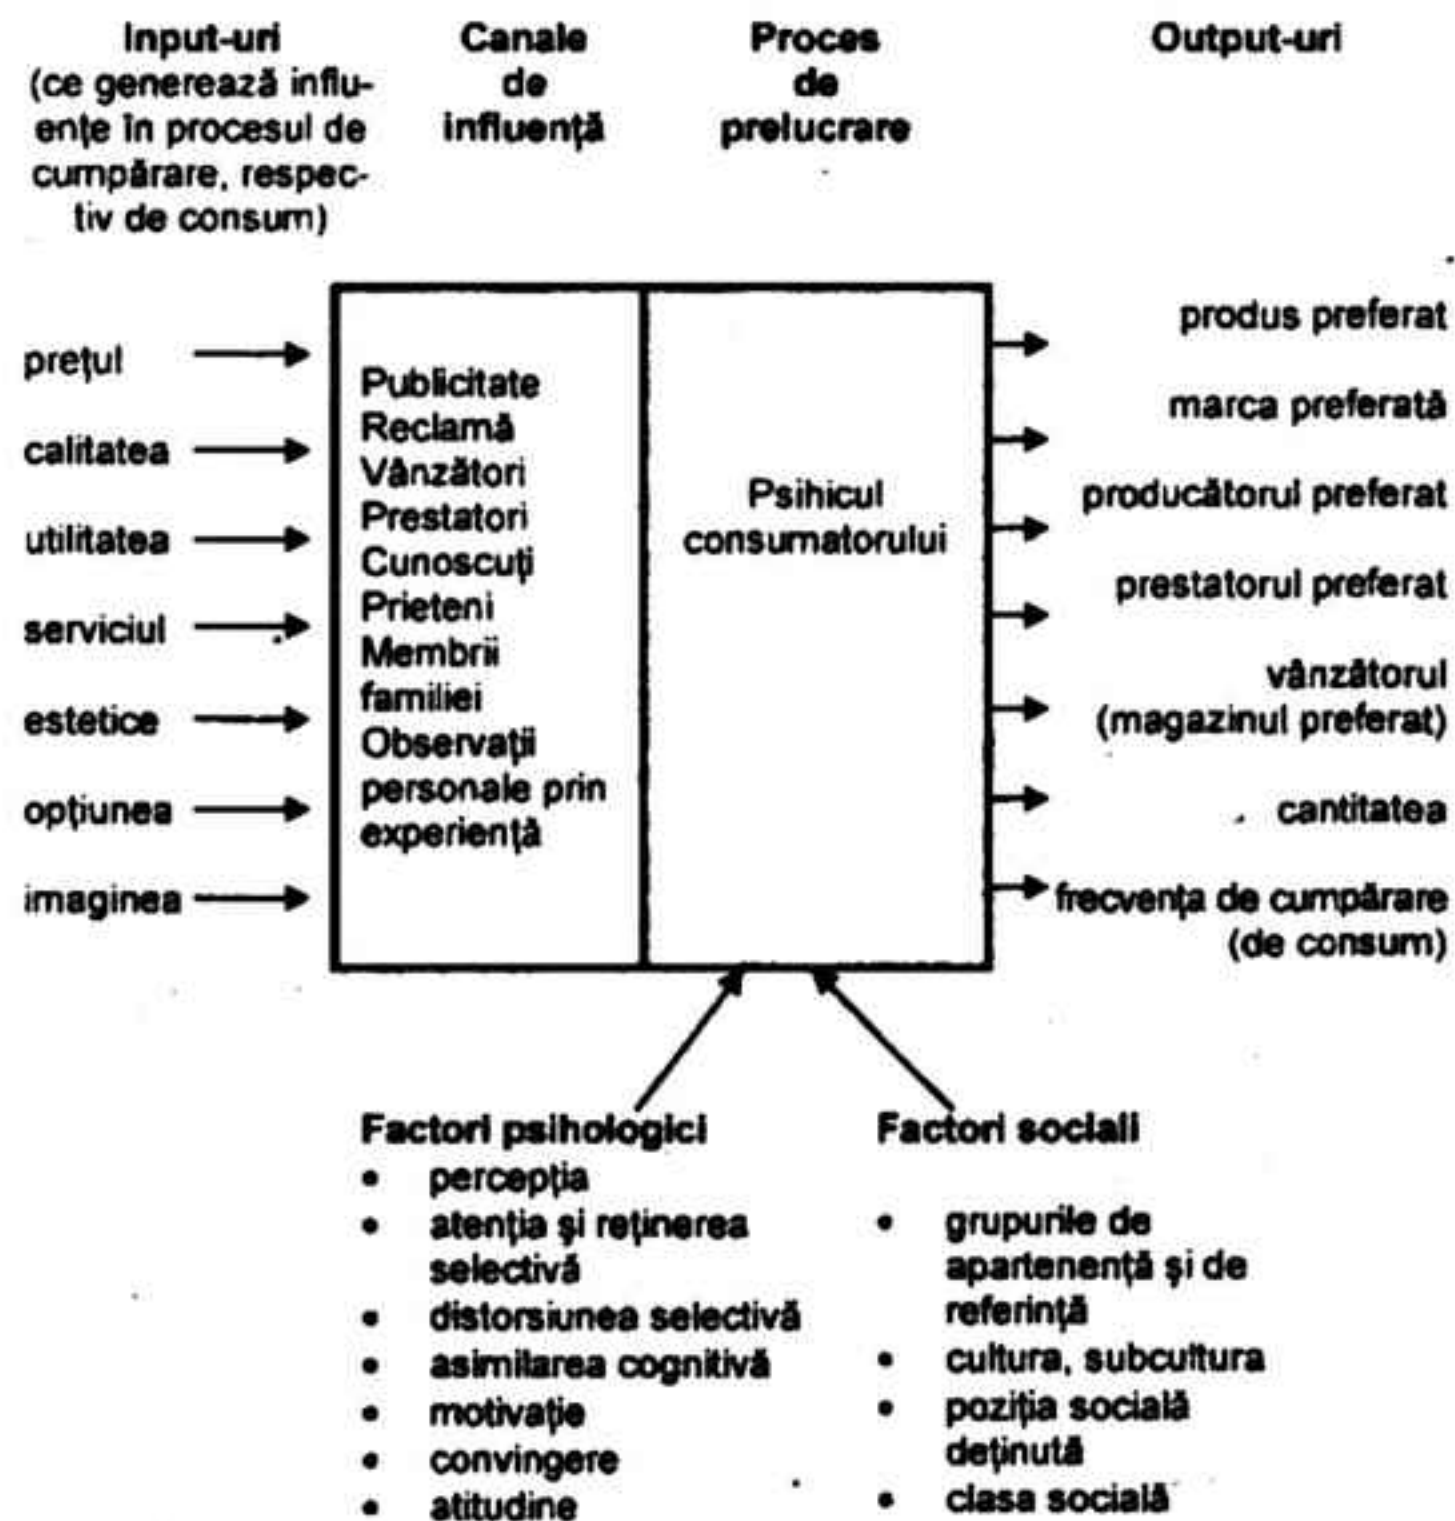 Input-uri
(ce generează influ-
ențe în procesul de
cumpărare, respec-
tiv de consum)
Canale
de
influență
Proces
de
prelucrare
Output-uri
prețul
calitatea
utilitatea
serviciul
estetice
opțiunea
imaginea
Publicitate
Reclamă
Vânzători
Prestatori
Cunoscuți
Prieteni
Membrii
familiei
Observații
personale prin
experiență
Psihicul
consumatorului
produs preferat
marca preferată
producătorul preferat
prestatorul preferat
vânzătorul
(magazinul preferat)
cantitatea
frecvența de cumpărare
(de consum)
Factori psihologici
• percepția
• atenția și reținerea
selectivă
• distorsiunea selectivă
• asimilarea cognitivă
• motivație
• convingere
• atitudine
Factori sociali
• grupurile de
apartenență și de
referință
• cultura, subcultura
• poziția socială
deținută
• clasa socială